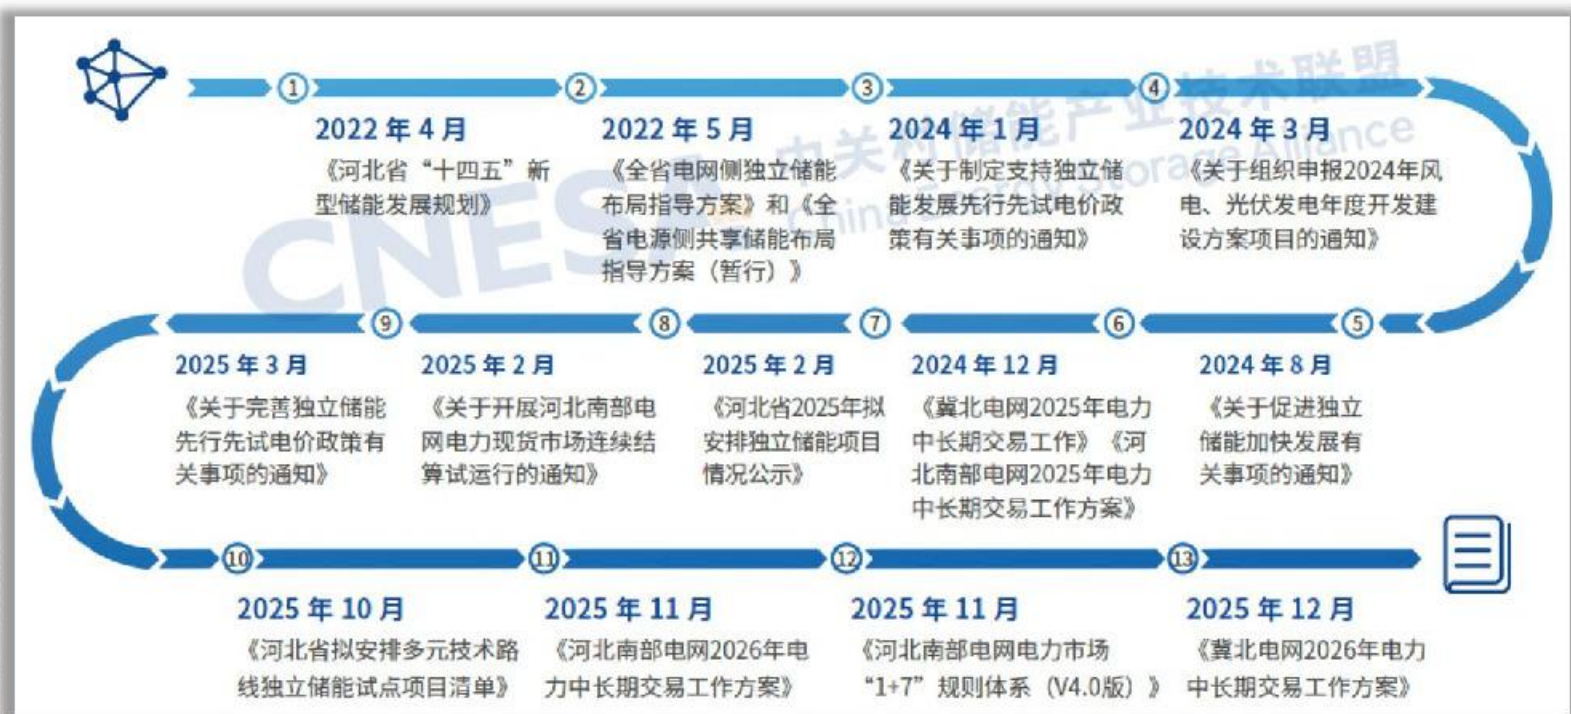 CNESA 中关村储能产业技术联盟
China Energy Storage Alliance
1
2022 年 4 月
《河北省“十四五”新
型储能发展规划》
2
2022 年 5 月
《全省电网侧独立储能
布局指导方案》和《全
省电源侧共享储能布局
指导方案（暂行）》
3
2024 年 1 月
《关于制定支持独立储
能发展先行先试电价政
策有关事项的通知》
4
2024 年 3 月
《关于组织申报2024年风
电、光伏发电年度开发建
设方案项目的通知》
5
2024 年 8 月
《关于促进独立
储能加快发展有
关事项的通知》
6
2024 年 12 月
《冀北电网2025年电力
中长期交易工作》《河
北南部电网2025年电力
中长期交易工作方案》
7
2025 年 2 月
《河北省2025年拟
安排独立储能项目
情况公示》
8
2025 年 2 月
《关于开展河北南部电
网电力现货市场连续结
算试运行的通知》
9
2025 年 3 月
《关于完善独立储能
先行先试电价政策有
关事项的通知》
10
2025 年 10 月
《河北省拟安排多元技术路
线独立储能试点项目清单》
11
2025 年 11 月
《河北南部电网2026年电
力中长期交易工作方案》
12
2025 年 11 月
《河北南部电网电力市场
“1+7”规则体系（V4.0版）》
13
2025 年 12 月
《冀北电网2026年电力
中长期交易工作方案》